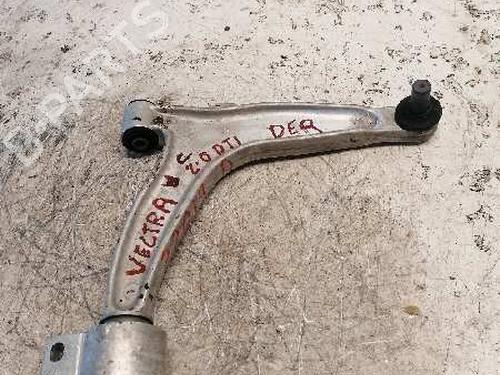 B-PARTS
VECTRA C
2.0 DTI
DER